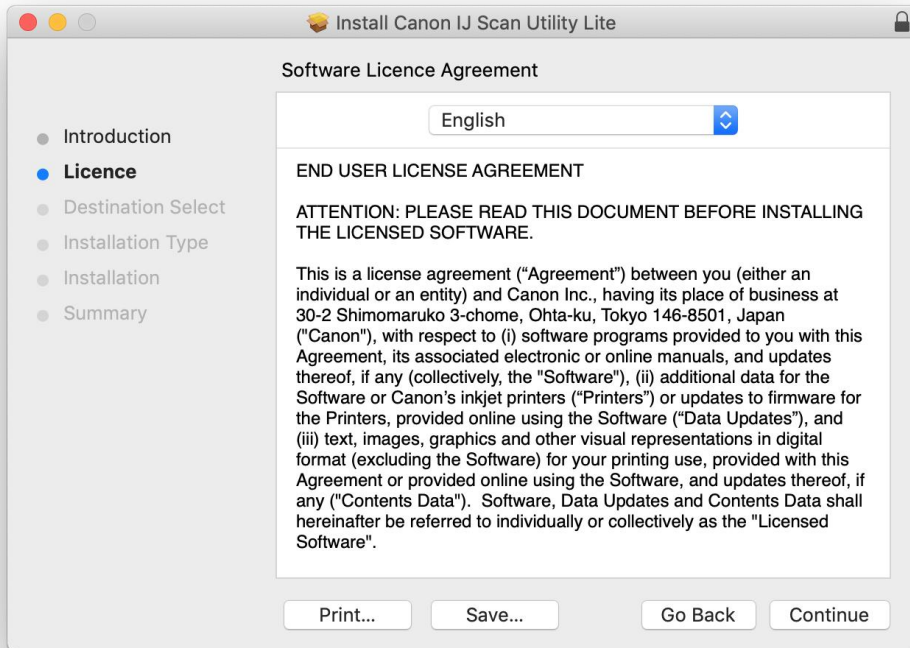 Install Canon IJ Scan Utility Lite
Software Licence Agreement
Introduction
Licence
Destination Select
Installation Type
Installation
Summary
English
END USER LICENSE AGREEMENT
ATTENTION: PLEASE READ THIS DOCUMENT BEFORE INSTALLING
THE LICENSED SOFTWARE.
This is a license agreement (“Agreement”) between you (either an
individual or an entity) and Canon Inc., having its place of business at
30-2 Shimomaruko 3-chome, Ohta-ku, Tokyo 146-8501, Japan
("Canon"), with respect to (i) software programs provided to you with this
Agreement, its associated electronic or online manuals, and updates
thereof, if any (collectively, the "Software"), (ii) additional data for the
Software or Canon’s inkjet printers (“Printers”) or updates to firmware for
the Printers, provided online using the Software (“Data Updates”), and
(iii) text, images, graphics and other visual representations in digital
format (excluding the Software) for your printing use, provided with this
Agreement or provided online using the Software, and updates thereof, if
any ("Contents Data").  Software, Data Updates and Contents Data shall
hereinafter be referred to individually or collectively as the "Licensed
Software".
Print...
Save...
Go Back
Continue